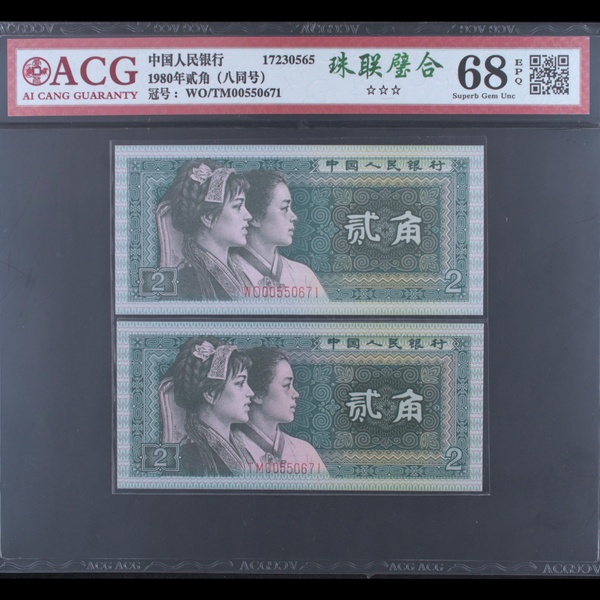 ACG
AI CANG GUARANTY
中国人民银行 17230565
1980年贰角（八同号）
冠号：WO/TM00550671
珠联璧合
☆☆☆
68 EPQ
Superb Gem Unc
中国人民银行
贰角
2 2
WO00550671
中国人民银行
贰角
2 2
TM00550671